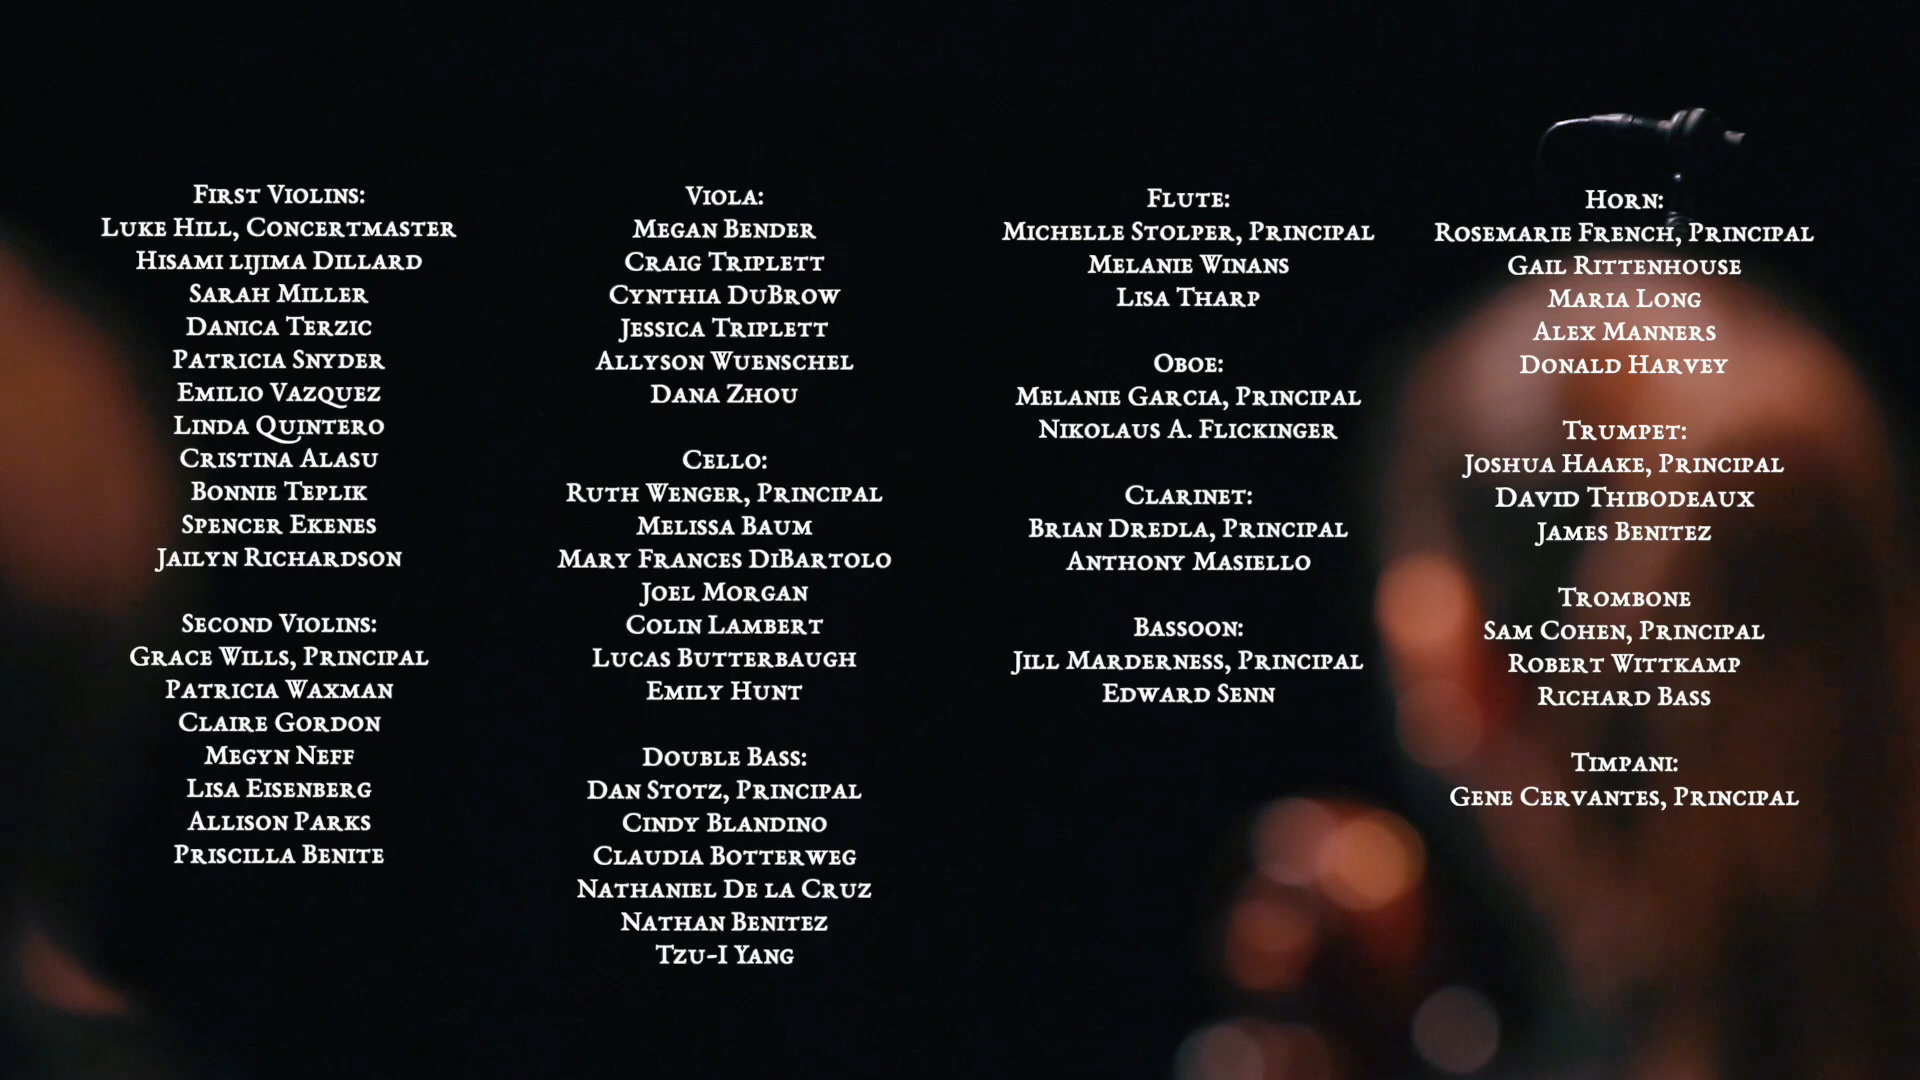 First Violins:
Luke Hill, Concertmaster
Hisami lijima Dillard
Sarah Miller
Danica Terzic
Patricia Snyder
Emilio Vazquez
Linda Quintero
Cristina Alasu
Bonnie Teplik
Spencer Ekenes
Jailyn Richardson
Second Violins:
Grace Wills, Principal
Patricia Waxman
Claire Gordon
Megyn Neff
Lisa Eisenberg
Allison Parks
Priscilla Benite
Viola:
Megan Bender
Craig Triplett
Cynthia DuBrow
Jessica Triplett
Allyson Wuenschel
Dana Zhou
Cello:
Ruth Wenger, Principal
Melissa Baum
Mary Frances DiBartolo
Joel Morgan
Colin Lambert
Lucas Butterbaugh
Emily Hunt
Double Bass:
Dan Stotz, Principal
Cindy Blandino
Claudia Botterweg
Nathaniel De la Cruz
Nathan Benitez
Tzu-I Yang
Flute:
Michelle Stolper, Principal
Melanie Winans
Lisa Tharp
Oboe:
Melanie Garcia, Principal
Nikolaus A. Flickinger
Clarinet:
Brian Dredla, Principal
Anthony Masiello
Bassoon:
Jill Marderness, Principal
Edward Senn
Horn:
Rosemarie French, Principal
Gail Rittenhouse
Maria Long
Alex Manners
Donald Harvey
Trumpet:
Joshua Haake, Principal
David Thibodeaux
James Benitez
Trombone
Sam Cohen, Principal
Robert Wittkamp
Richard Bass
Timpani:
Gene Cervantes, Principal